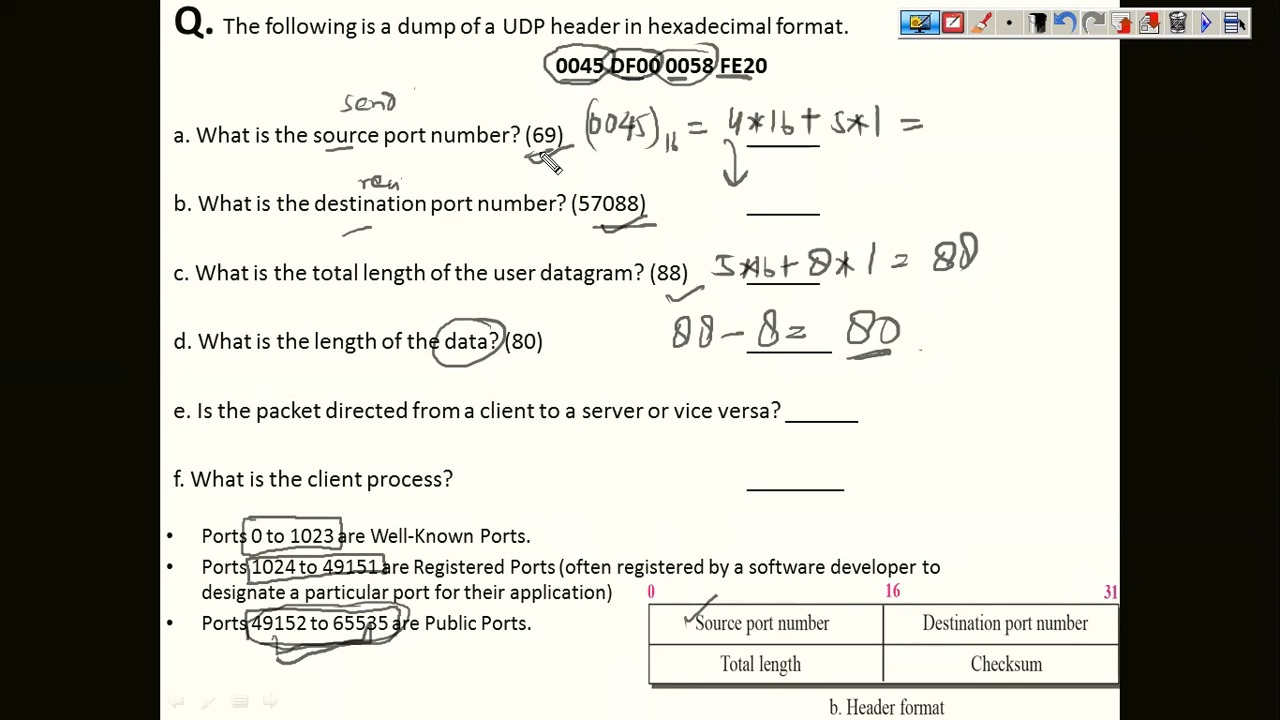 Q. The following is a dump of a UDP header in hexadecimal format.
0045 DF00 0058 FE20
send
a. What is the source port number? (69) (0045)16 = 4*16+5*1=
b. What is the destination port number? (57088)
c. What is the total length of the user datagram? (88) 5*16+8*1=88
d. What is the length of the data? (80) 88-8= 80
e. Is the packet directed from a client to a server or vice versa?
f. What is the client process?
• Ports 0 to 1023 are Well-Known Ports.
• Ports 1024 to 49151 are Registered Ports (often registered by a software developer to
designate a particular port for their application)
• Ports 49152 to 65535 are Public Ports.
0 16 31
Source port number Destination port number
Total length Checksum
b. Header format